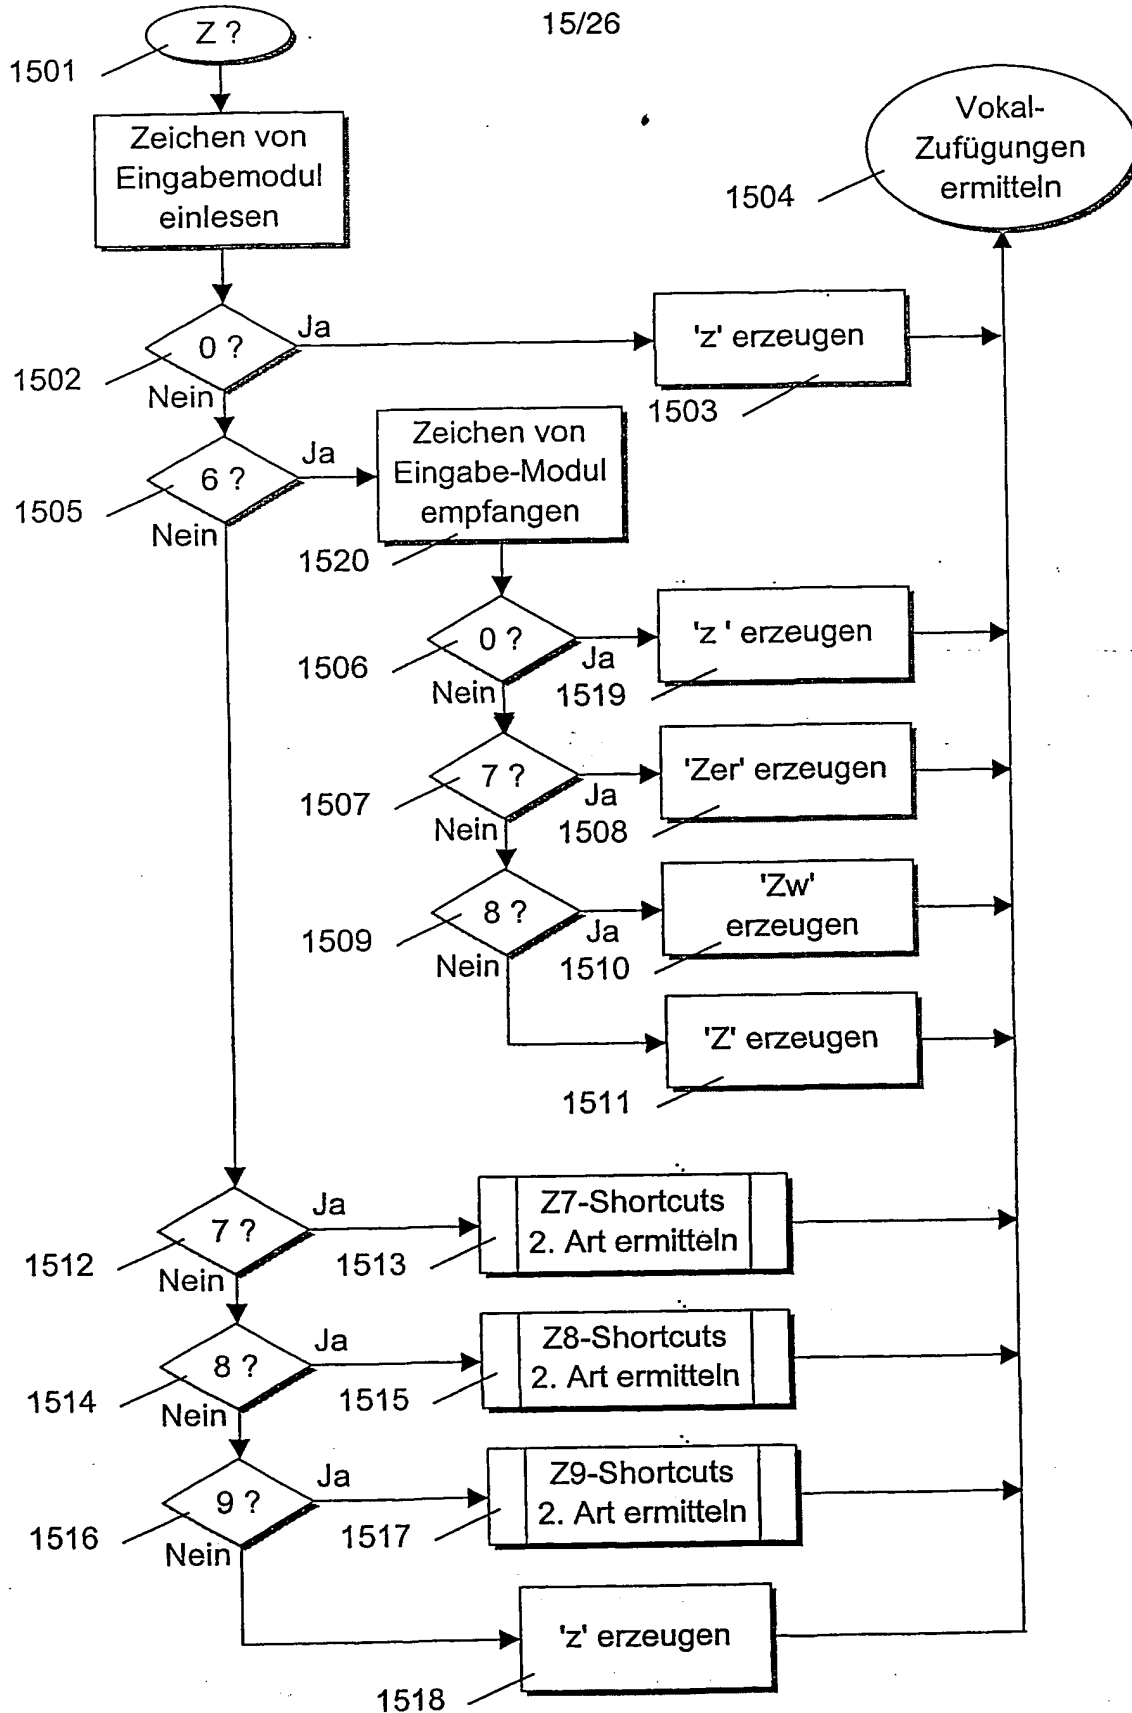 15/26
Z ?
1501
Zeichen von
Eingabemodul
einlesen
Vokal-
Zufügungen
ermitteln
1504
0 ?
Ja
1502
Nein
'z' erzeugen
1503
6 ?
Ja
1505
Nein
Zeichen von
Eingabe-Modul
empfangen
1520
0 ?
Ja
1506
Nein
'z ' erzeugen
1519
7 ?
Ja
1507
Nein
'Zer' erzeugen
1508
8 ?
Ja
1509
Nein
'Zw'
erzeugen
1510
'Z' erzeugen
1511
7 ?
Ja
1512
Nein
Z7-Shortcuts
2. Art ermitteln
1513
8 ?
Ja
1514
Nein
Z8-Shortcuts
2. Art ermitteln
1515
9 ?
Ja
1516
Nein
Z9-Shortcuts
2. Art ermitteln
1517
'z' erzeugen
1518